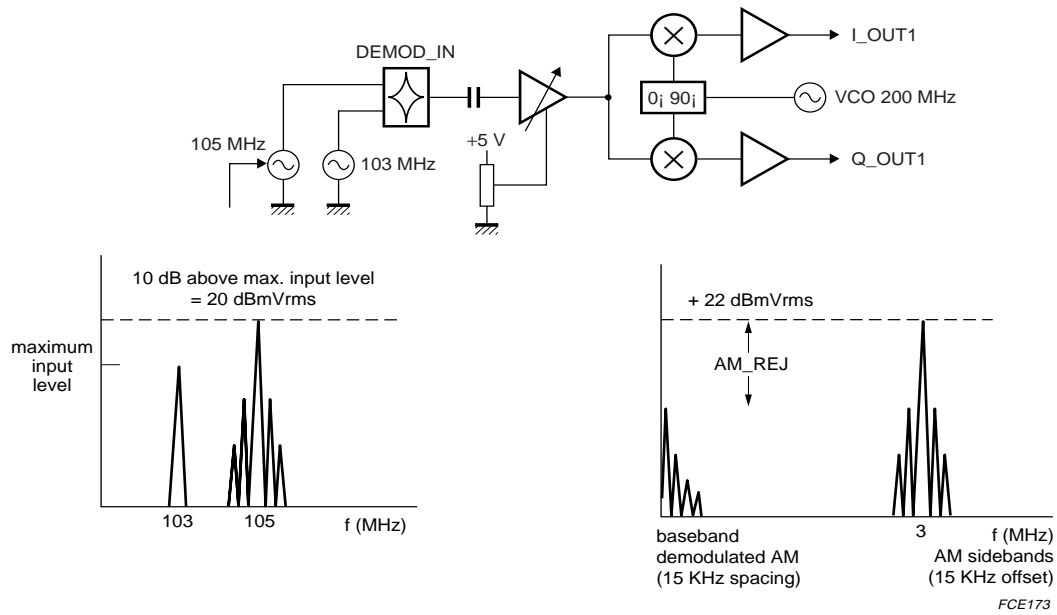 DEMOD_IN
I_OUT1
0¡ 90¡
VCO 200 MHz
+5 V
105 MHz
103 MHz
Q_OUT1
10 dB above max. input level
= 20 dBmVrms
maximum
input
level
103
105
f (MHz)
+ 22 dBmVrms
AM_REJ
3
f (MHz)
baseband
demodulated AM
(15 KHz spacing)
AM sidebands
(15 KHz offset)
FCE173